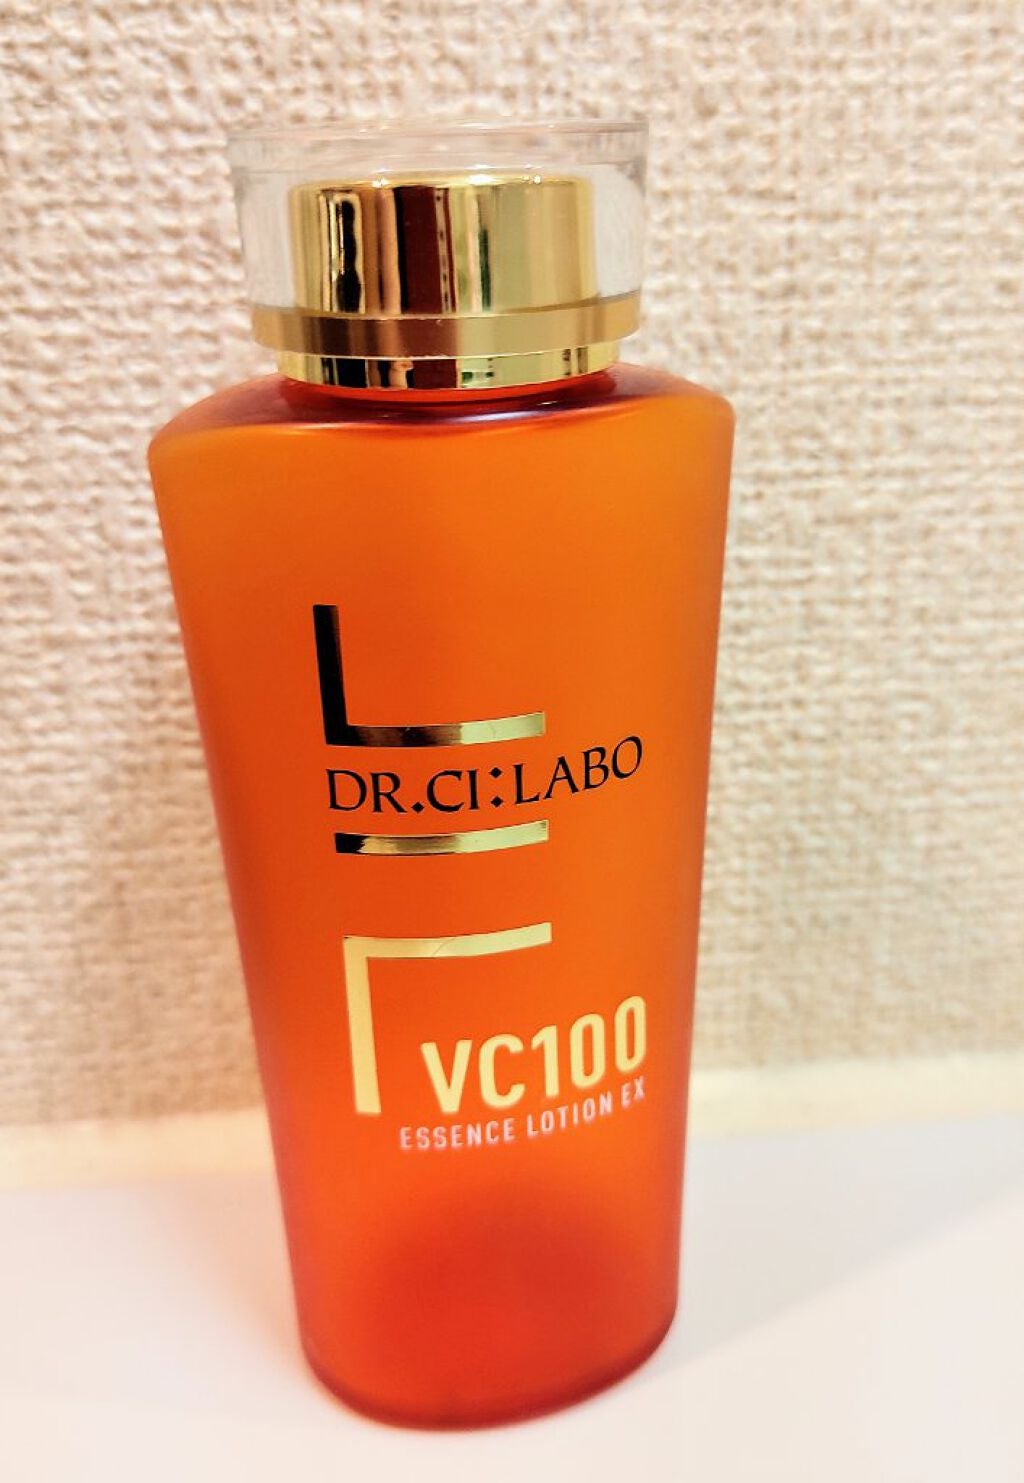 DR.CI:LABO
VC100
ESSENCE LOTION EX